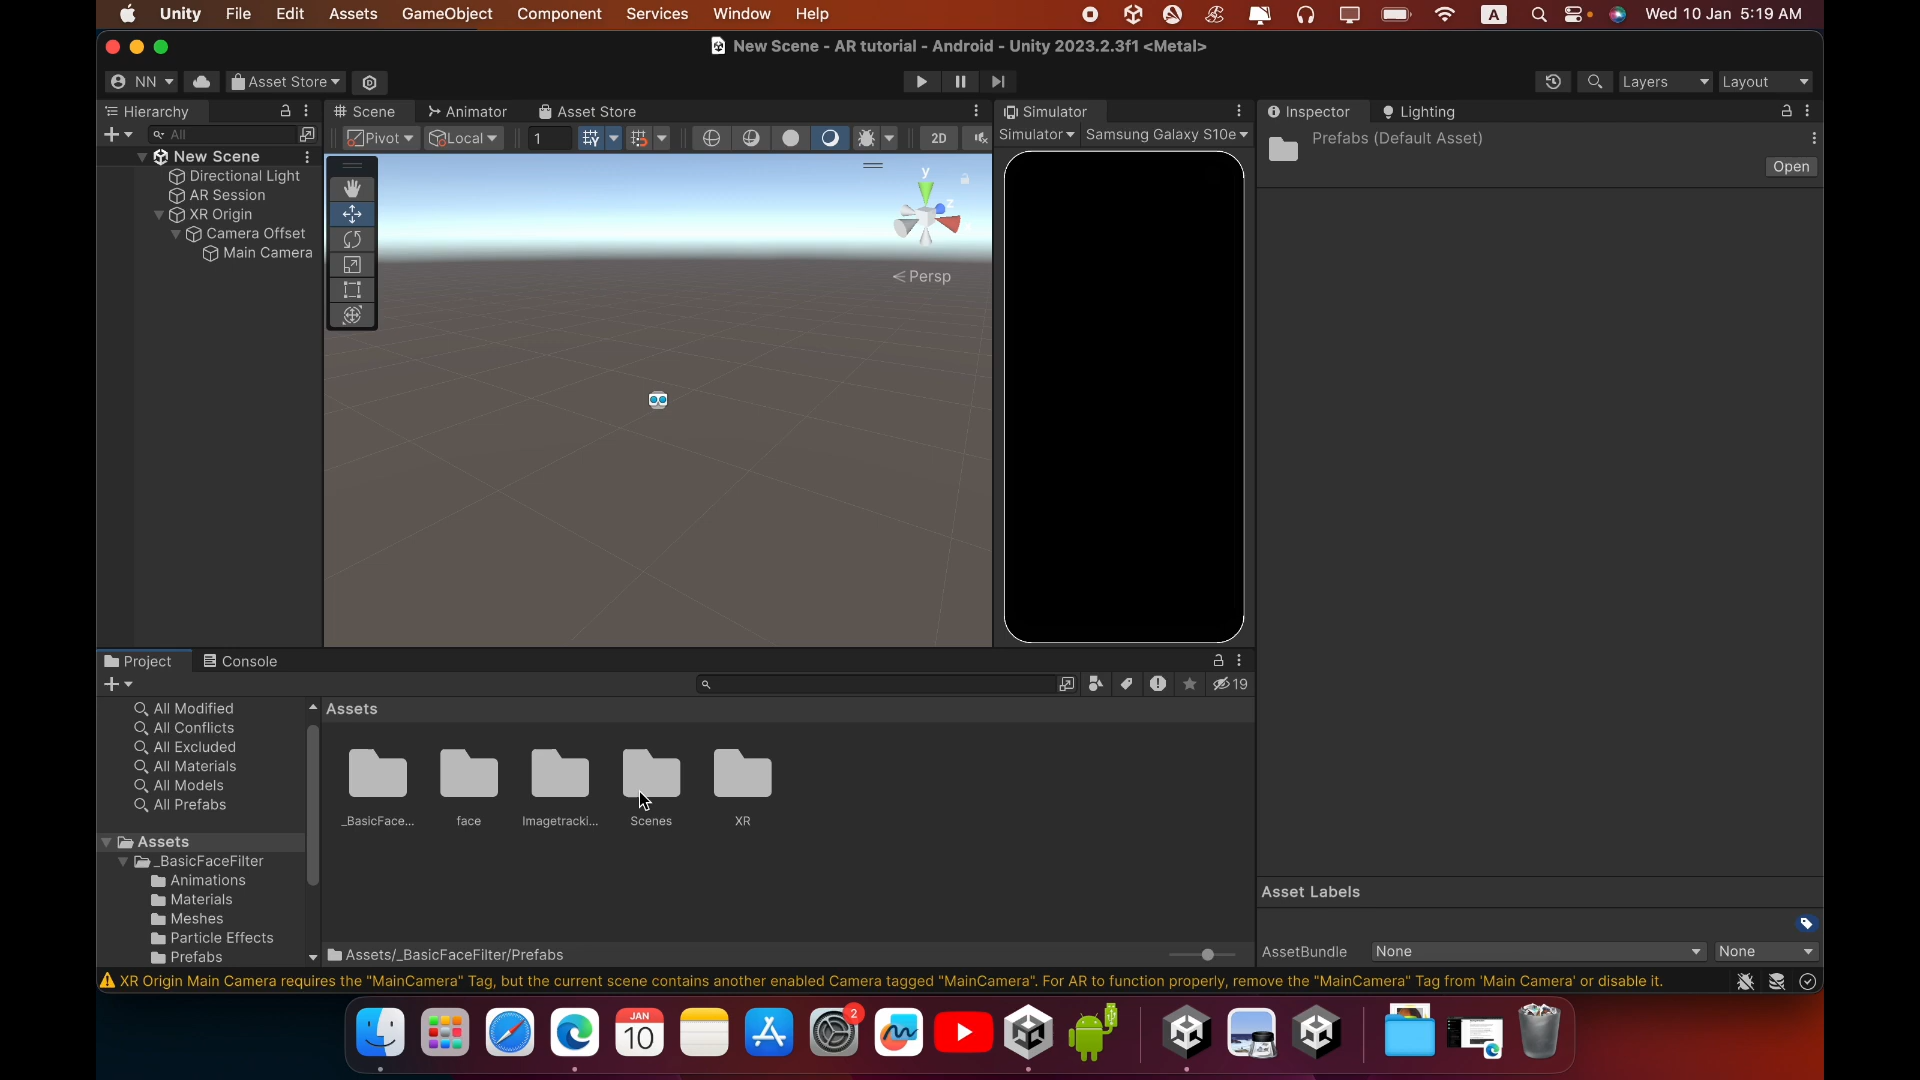 Unity File Edit Assets GameObject Component Services Window Help A Wed 10 Jan 5:19 AM
New Scene - AR tutorial - Android - Unity 2023.2.3f1 <Metal>
NN Asset Store Layers Layout
Hierarchy Scene Animator Asset Store Simulator Inspector Lighting
All Pivot Local 1 2D Simulator Samsung Galaxy S10e Prefabs (Default Asset)
New Scene
Open
Directional Light
AR Session
XR Origin
Camera Offset
Main Camera
y
z
Persp
Project Console
19
All Modified
Assets
All Conflicts
All Excluded
All Materials
All Models
All Prefabs
_BasicFace... face Imagetracki... Scenes XR
Assets
_BasicFaceFilter
Animations
Materials
Meshes
Particle Effects
Prefabs
Assets/_BasicFaceFilter/Prefabs
Asset Labels
AssetBundle None None
XR Origin Main Camera requires the "MainCamera" Tag, but the current scene contains another enabled Camera tagged "MainCamera". For AR to function properly, remove the "MainCamera" Tag from 'Main Camera' or disable it.
JAN
10
2